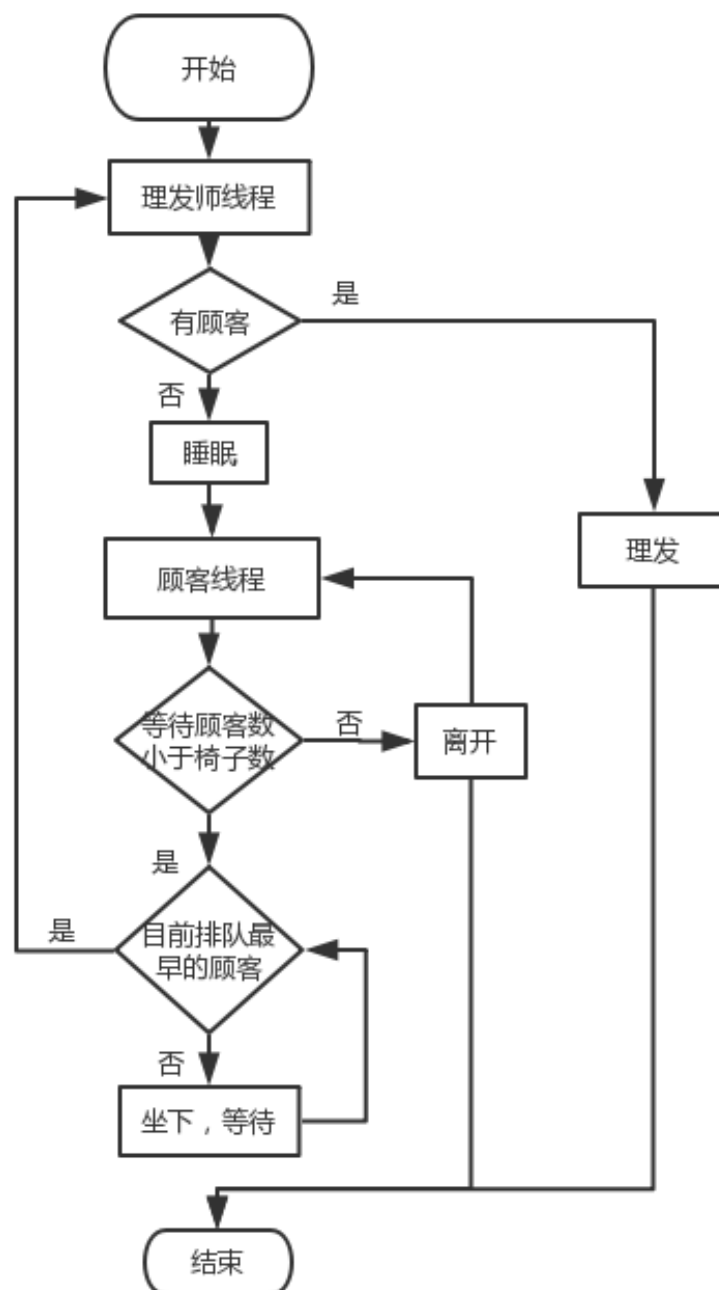 开始
理发师线程
有顾客
是
否
睡眠
理发
顾客线程
等待顾客数
小于椅子数
否
离开
是
目前排队最
早的顾客
是
否
坐下，等待
结束